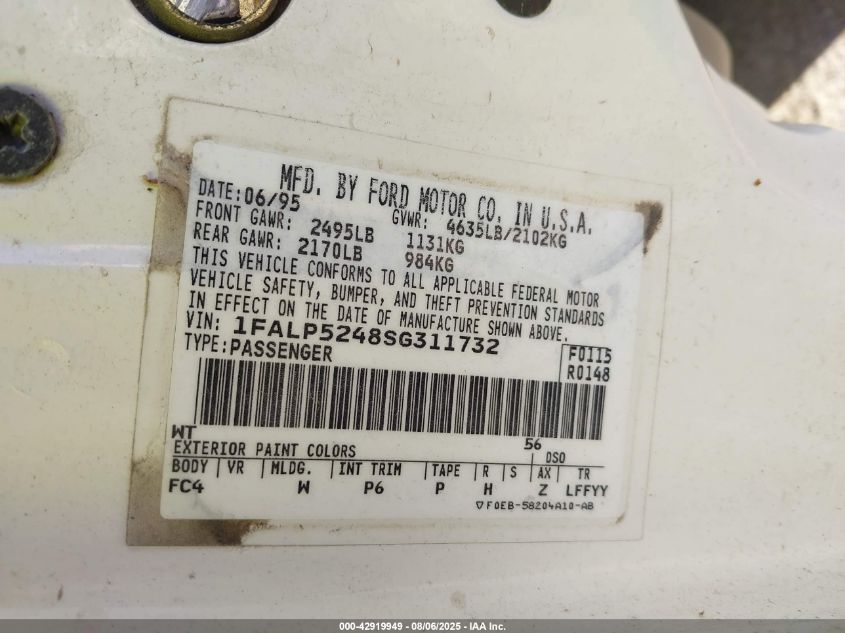 MFD. BY FORD MOTOR CO. IN U.S.A.
DATE: 06/95 GVWR: 4635LB/2102KG
FRONT GAWR: 2495LB 1131KG
REAR GAWR: 2170LB 984KG
THIS VEHICLE CONFORMS TO ALL APPLICABLE FEDERAL MOTOR
VEHICLE SAFETY, BUMPER, AND THEFT PREVENTION STANDARDS
IN EFFECT ON THE DATE OF MANUFACTURE SHOWN ABOVE.
VIN: 1FALP5248SG311732
TYPE: PASSENGER
F0115
R0148
WT 56
EXTERIOR PAINT COLORS DSO
BODY VR MLDG. INT TRIM TAPE R S AX TR
FC4 W P6 P H Z LFFYY
▽ F0EB-58204A10-AB
000-42919949 - 08/06/2025 - IAA Inc.